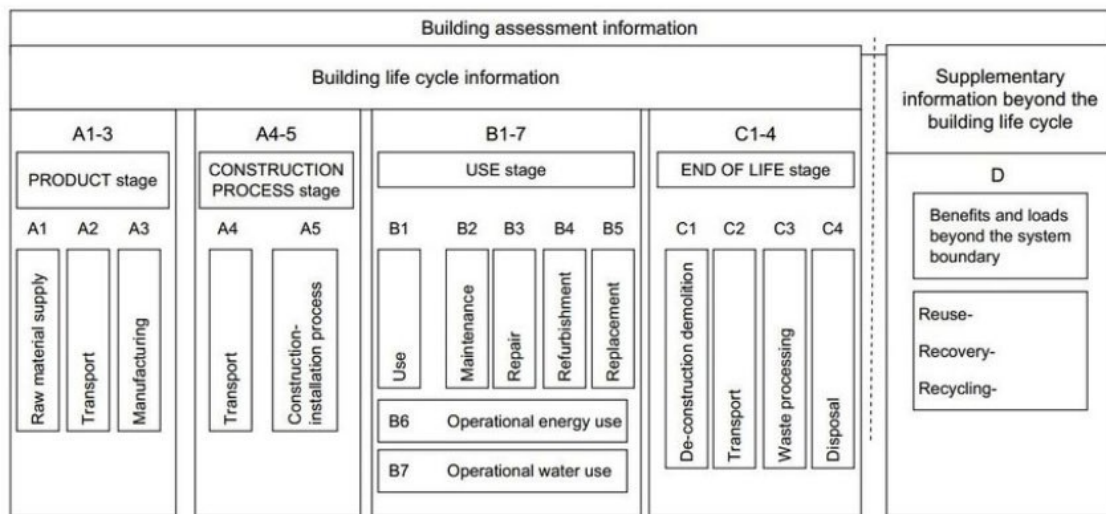 Building assessment information
Building life cycle information
Supplementary
information beyond the
building life cycle
A1-3
PRODUCT stage
A1
A2
A3
Raw material supply
Transport
Manufacturing
A4-5
CONSTRUCTION
PROCESS stage
A4
A5
Transport
Construction-
installation process
B1-7
USE stage
B1
B2
B3
B4
B5
Use
Maintenance
Repair
Refurbishment
Replacement
B6 Operational energy use
B7 Operational water use
C1-4
END OF LIFE stage
C1
C2
C3
C4
De-construction demolition
Transport
Waste processing
Disposal
D
Benefits and loads
beyond the system
boundary
Reuse-
Recovery-
Recycling-